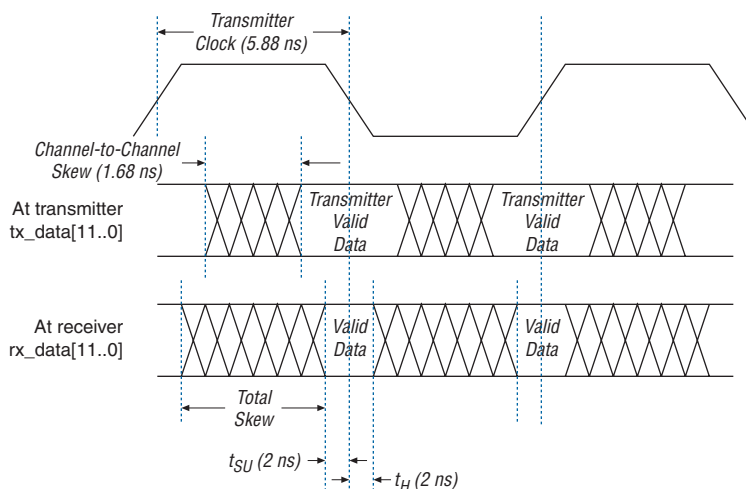 Transmitter
Clock (5.88 ns)
Channel-to-Channel
Skew (1.68 ns)
At transmitter
tx_data[11..0]
Transmitter
Valid
Data
Transmitter
Valid
Data
At receiver
rx_data[11..0]
Valid
Data
Valid
Data
Total
Skew
tSU (2 ns)
tH (2 ns)